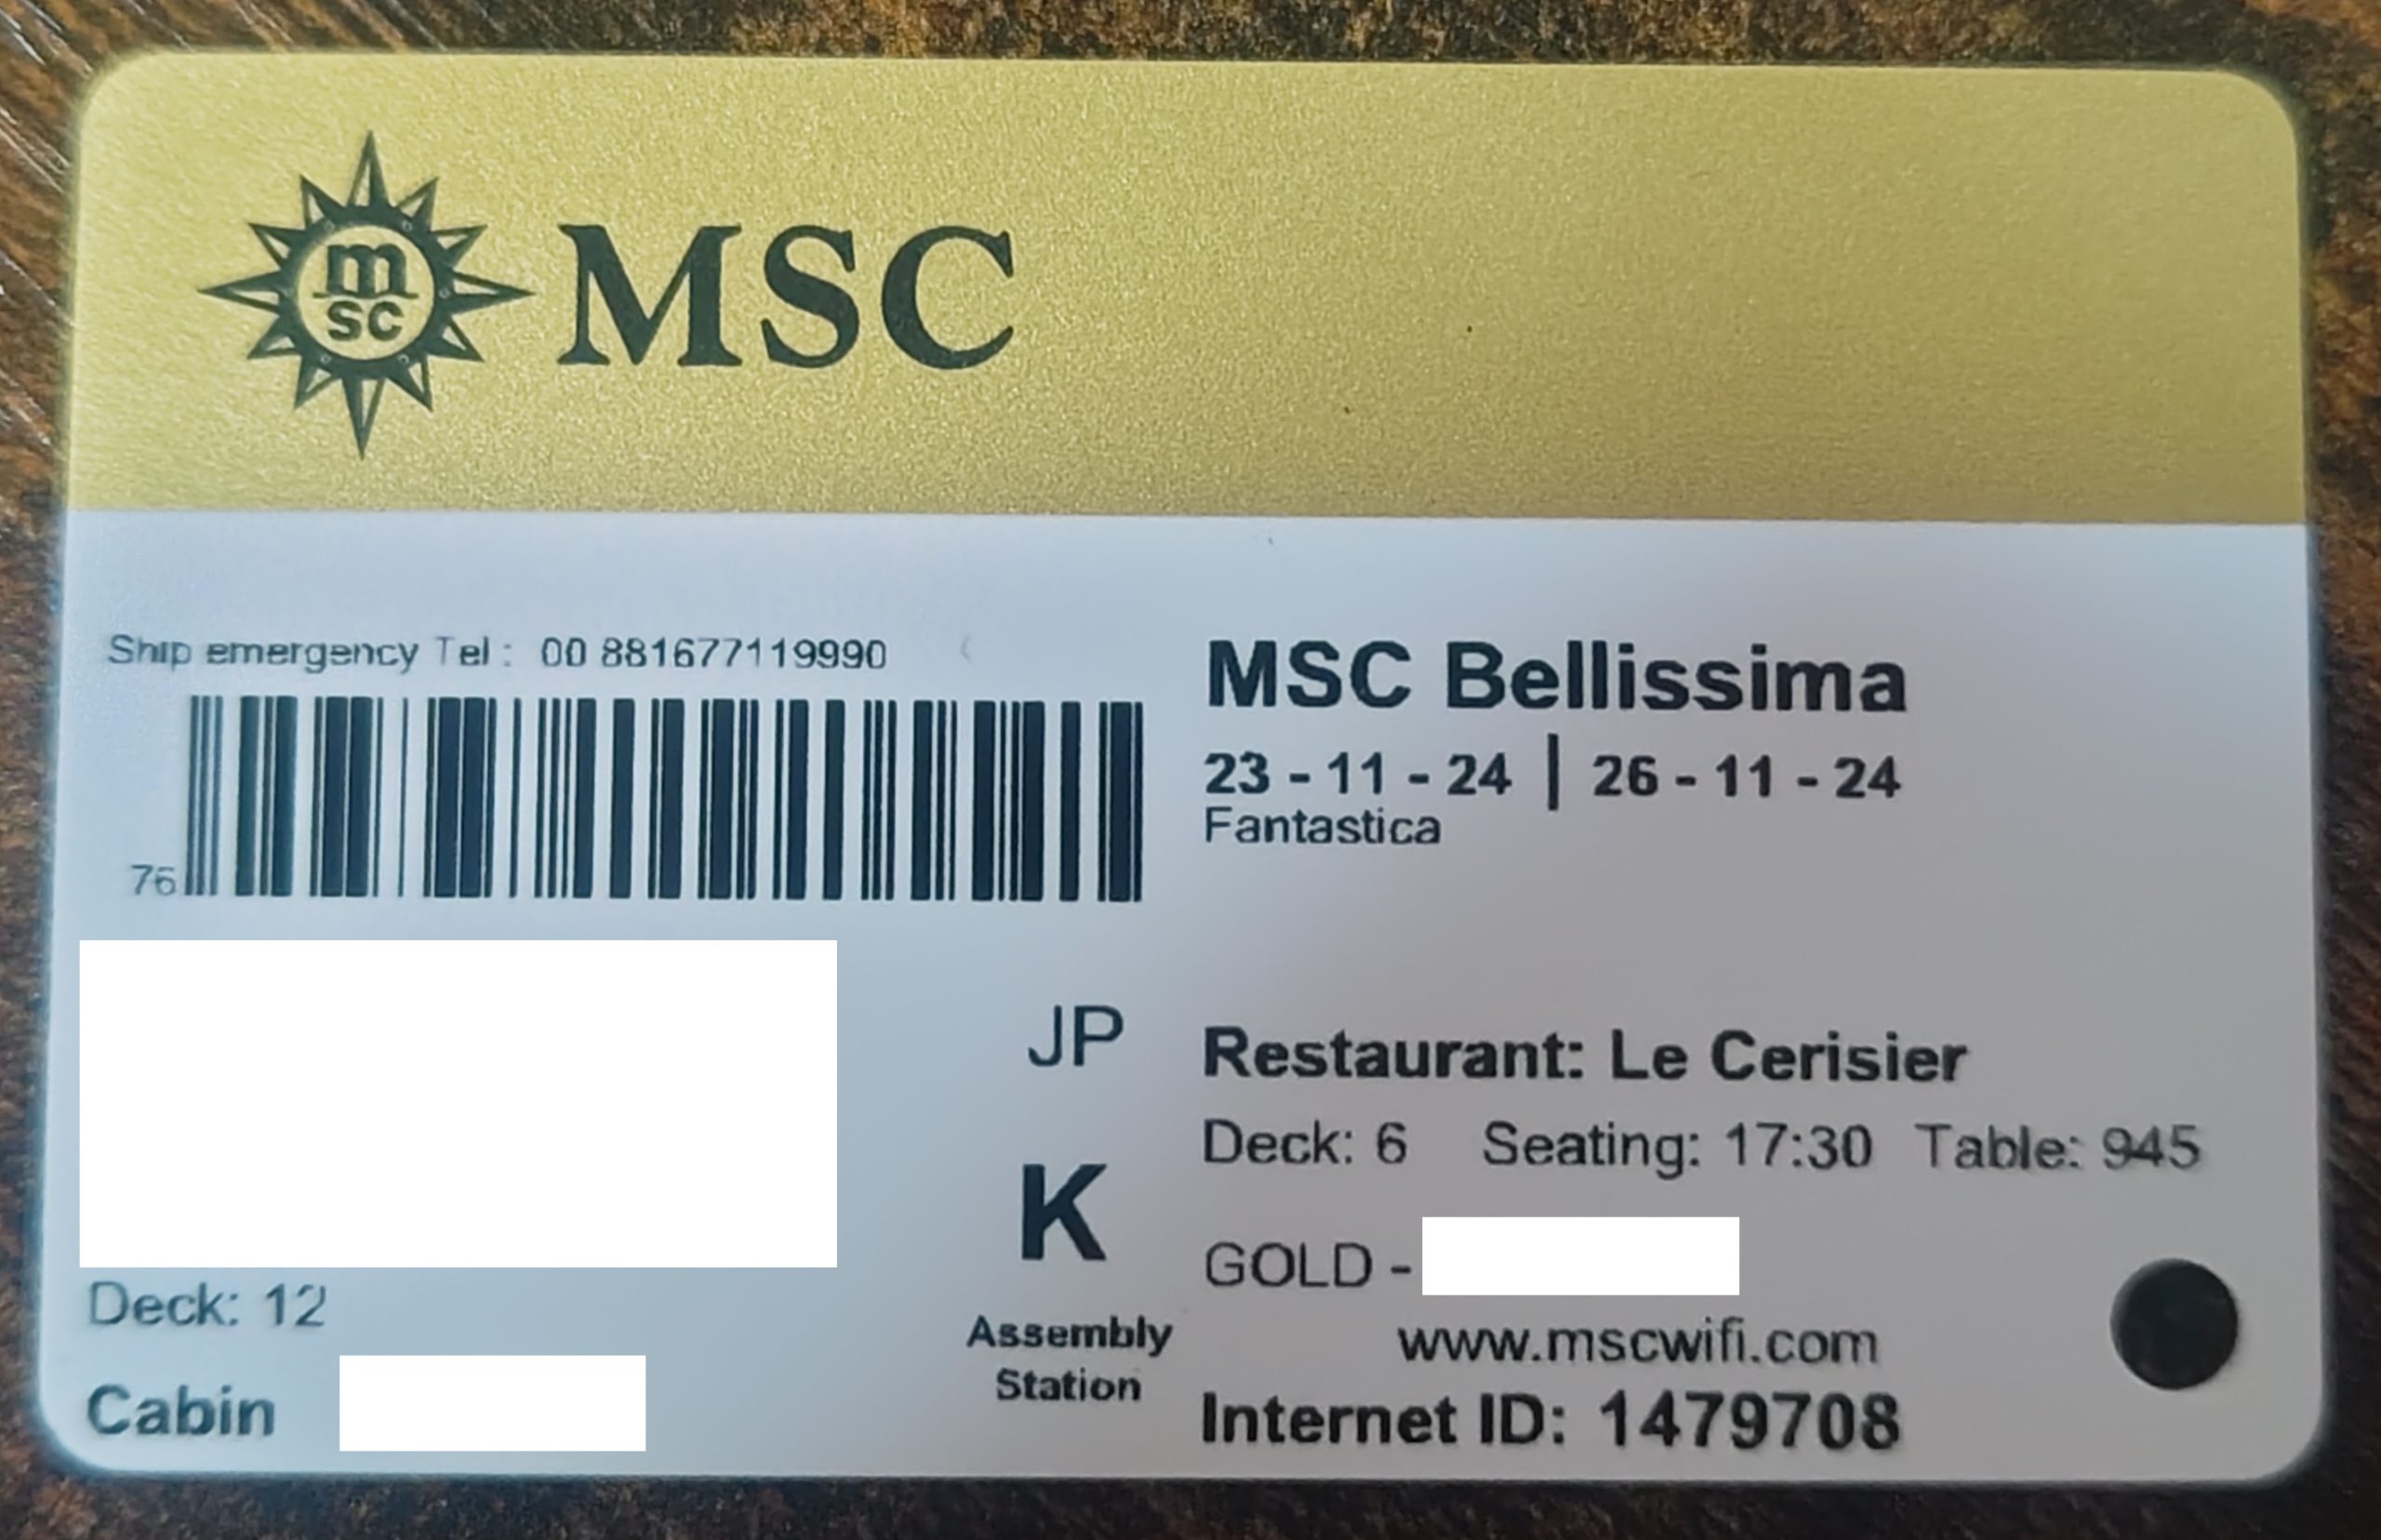 m
sc
MSC
Ship emergency Tel : 00 881677119990
76
MSC Bellissima
23 - 11 - 24 | 26 - 11 - 24
Fantastica
JP
K
Assembly
Station
Deck: 12
Cabin
Restaurant: Le Cerisier
Deck: 6 Seating: 17:30 Table: 945
GOLD -
www.mscwifi.com
Internet ID: 1479708